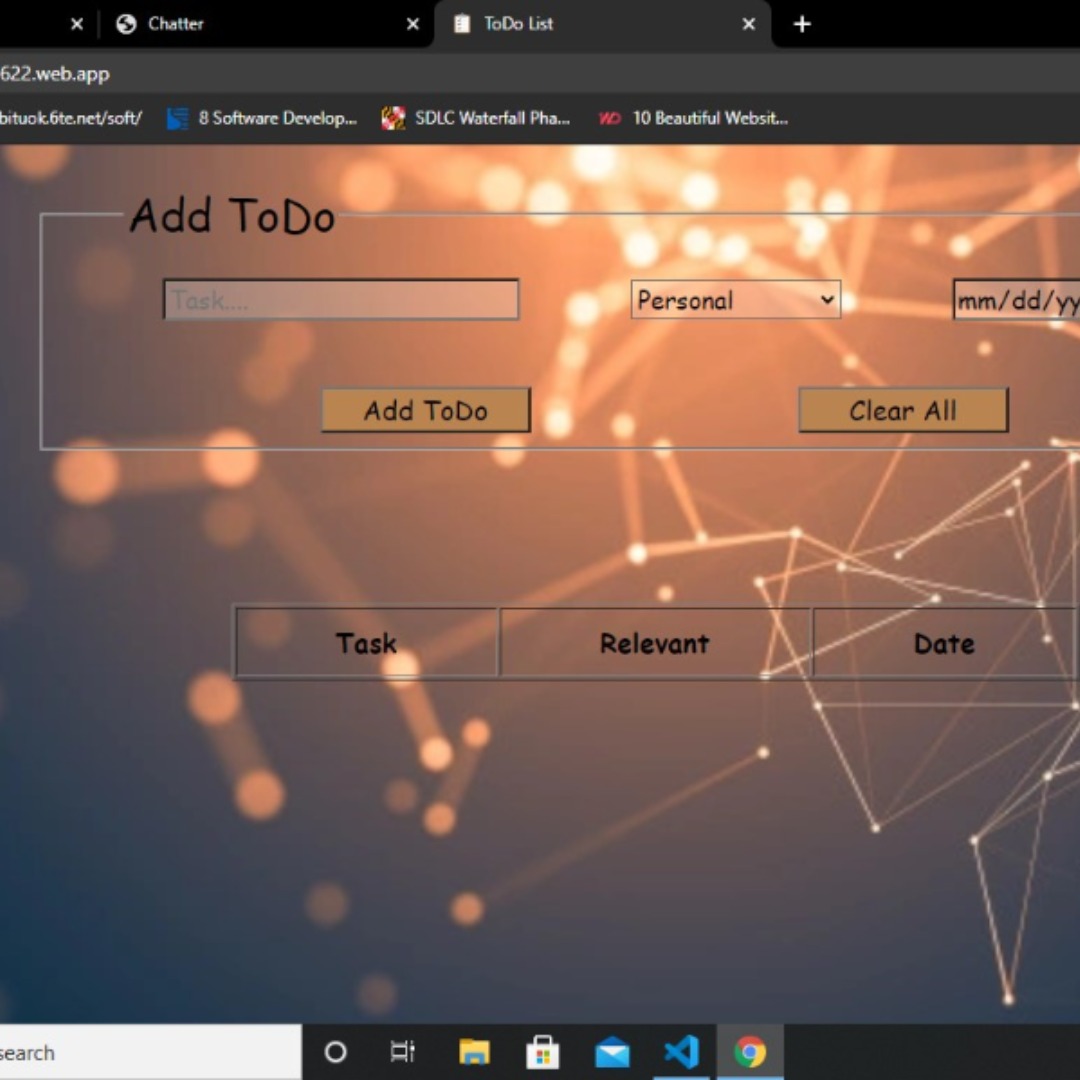 Chatter
ToDo List
622.web.app
bituok.6te.net/soft/
8 Software Develop...
SDLC Waterfall Pha...
10 Beautiful Websit...
Add ToDo
Task....
Personal
mm/dd/yy
Add ToDo
Clear All
Task Relevant Date
search